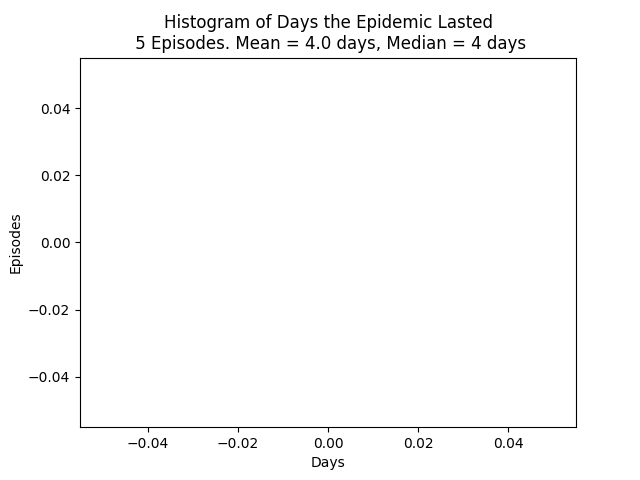 Histogram of Days the Epidemic Lasted
5 Episodes. Mean = 4.0 days, Median = 4 days
Episodes
0.04
0.02
0.00
−0.02
−0.04
−0.04
−0.02
0.00
0.02
0.04
Days